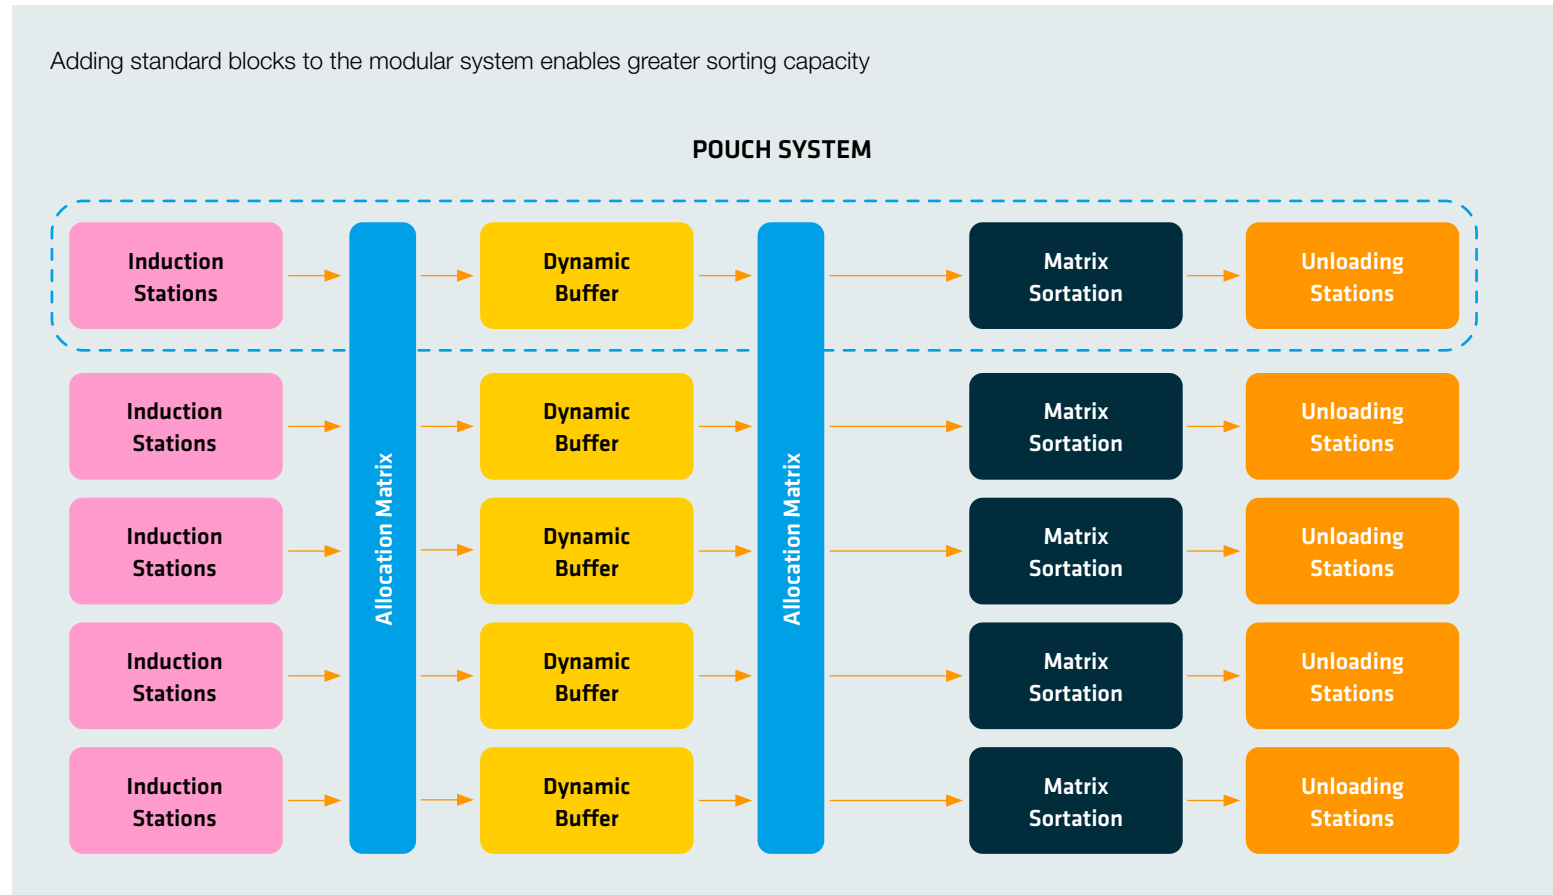 Adding standard blocks to the modular system enables greater sorting capacity
POUCH SYSTEM
Induction
Stations
Dynamic
Buffer
Matrix
Sortation
Unloading
Stations
Induction
Stations
Dynamic
Buffer
Matrix
Sortation
Unloading
Stations
Allocation Matrix
Allocation Matrix
Induction
Stations
Dynamic
Buffer
Matrix
Sortation
Unloading
Stations
Induction
Stations
Dynamic
Buffer
Matrix
Sortation
Unloading
Stations
Induction
Stations
Dynamic
Buffer
Matrix
Sortation
Unloading
Stations